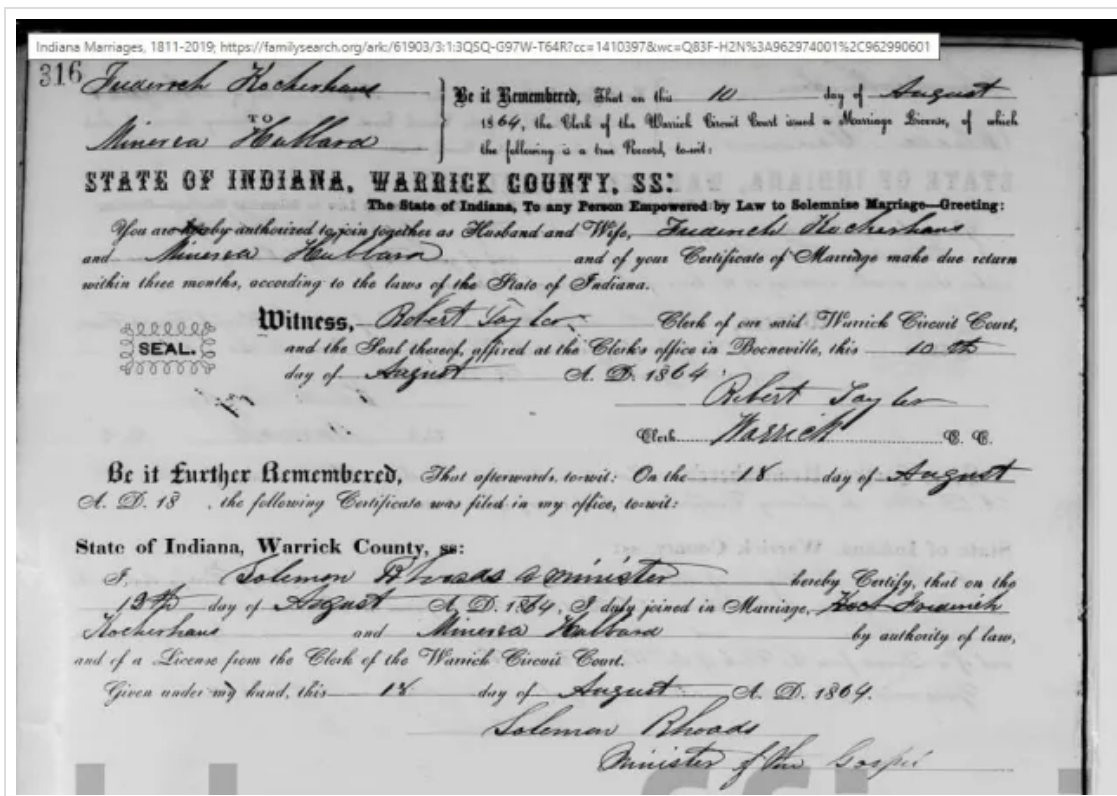 Indiana Marriages, 1811-2019; https://familysearch.org/ark:/61903/3:1:3QSQ-G97W-T64R?cc=1410397&wc=Q83F-H2N%3A962974001%2C962990601
316
Frederich Kocherhans
TO
Minerva Hubbard
Be it Remembered, That on this 10 day of August
1864, the Clerk of the Warrick Circuit Court issued a Marriage License, of which
the following is a true Record, to-wit:
STATE OF INDIANA, WARRICK COUNTY, SS:
The State of Indiana, To any Person Empowered by Law to Solemnise Marriage—Greeting:
You are hereby authorized to join together as Husband and Wife, Frederich Kocherhans
and Minerva Hubbard and of your Certificate of Marriage make due return
within three months, according to the laws of the State of Indiana.
SEAL.
Witness, Robert Taylor Clerk of our said Warrick Circuit Court,
and the Seal thereof, affixed at the Clerk's office in Booneville, this 10th
day of August A. D. 1864.
Robert Taylor
Clerk Warrick C. C.
Be it Further Remembered, That afterwards, to-wit: On the 18 day of August
A. D. 18 , the following Certificate was filed in my office, to-wit:
State of Indiana, Warrick County, ss:
I, Solemon Rhoads a minister hereby Certify, that on the
day of August A. D. 1864, I duly joined in Marriage, Frederich
Kocherhans and Minerva Hubbard by authority of law,
and of a License from the Clerk of the Warrick Circuit Court.
Given under my hand, this 18 day of August A. D. 1864.
Solemon Rhoads
Minister of the Gospel